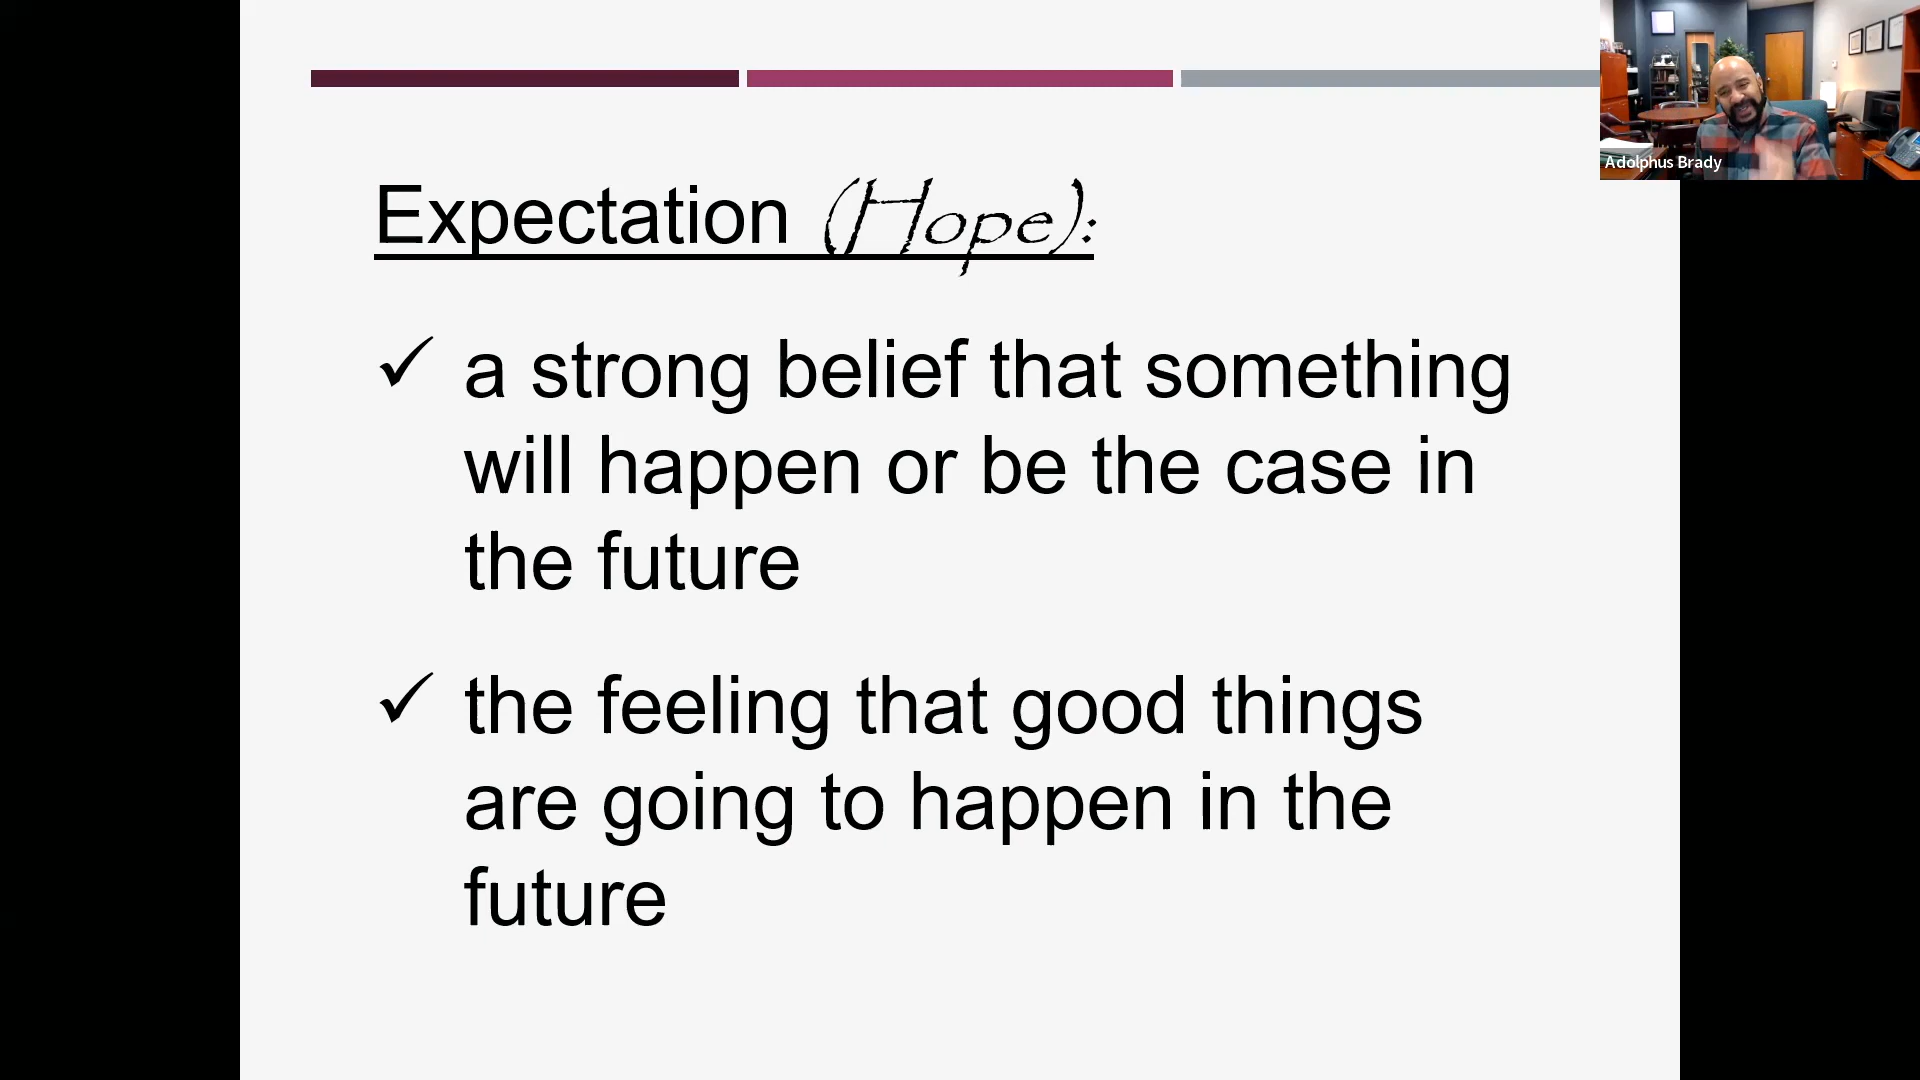 Adolphus Brady
Expectation (Hope):
✓ a strong belief that something
will happen or be the case in
the future
✓ the feeling that good things
are going to happen in the
future